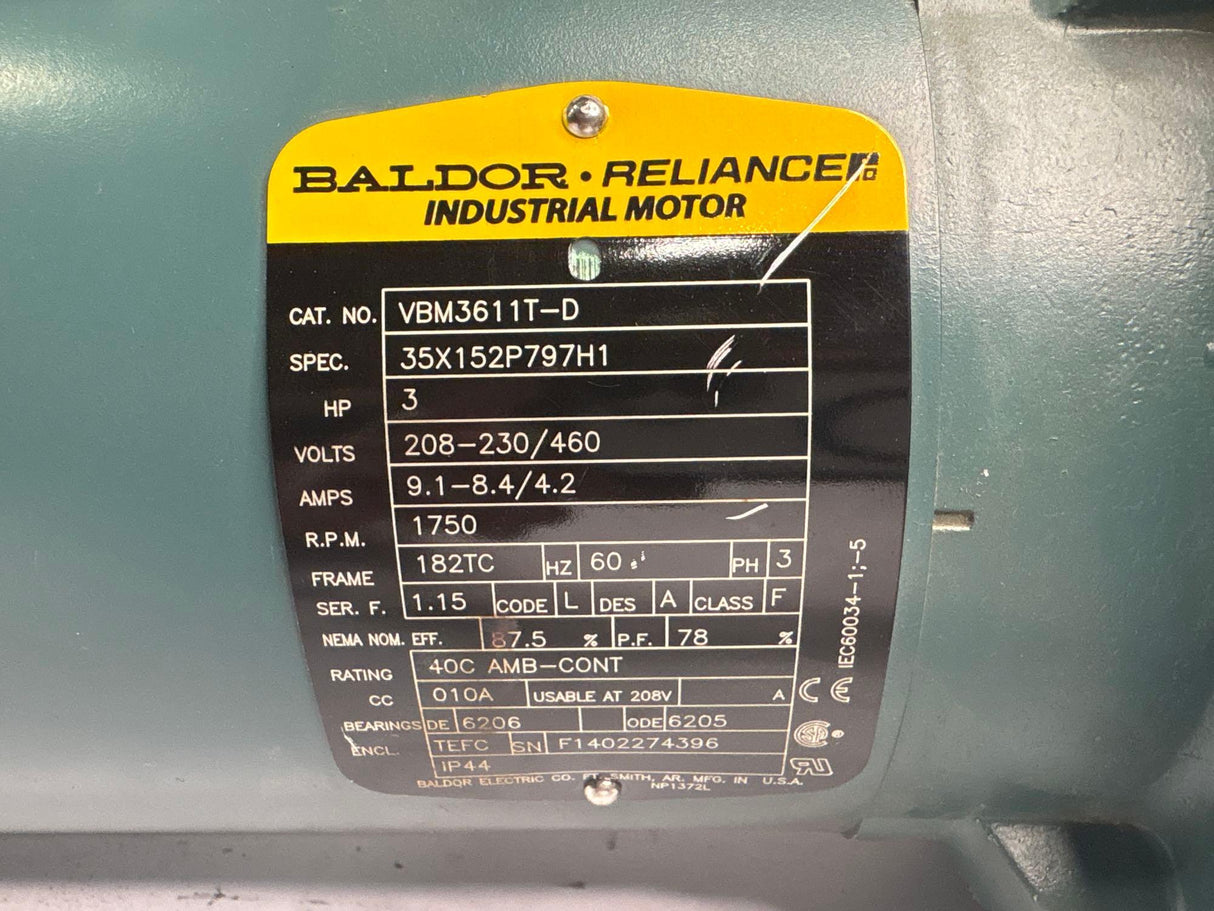 BALDOR • RELIANCE
INDUSTRIAL MOTOR
CAT. NO. VBM3611T-D
SPEC. 35X152P797H1
HP 3
VOLTS 208-230/460
AMPS 9.1-8.4/4.2
R.P.M. 1750
FRAME 182TC HZ 60 PH 3
SER. F. 1.15 CODE L DES A CLASS F
NEMA NOM. EFF. 87.5 % P.F. 78 %
RATING 40C AMB-CONT
CC 010A USABLE AT 208V A
BEARINGS DE 6206 ODE 6205
ENCL. TEFC SN F1402274396
IP44
BALDOR ELECTRIC CO. FT. SMITH, AR. MFG. IN U.S.A.
NP1372L
IEC60034-1;-5
CE
SP ®
RU